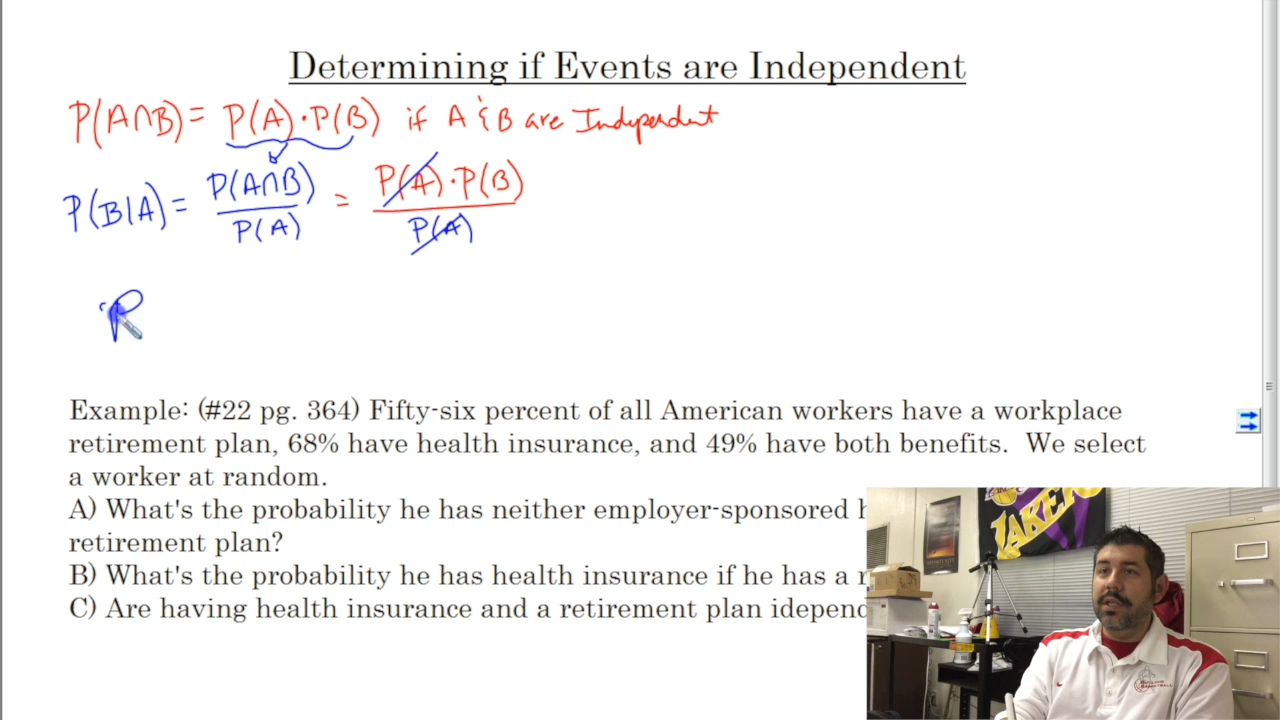 Determining if Events are Independent
P(A∩B) = P(A) · P(B) if A & B are Independent
P(B|A) = P(A∩B) / P(A) = P(A) · P(B) / P(A)
P
Example: (#22 pg. 364) Fifty-six percent of all American workers have a workplace
retirement plan, 68% have health insurance, and 49% have both benefits. We select
a worker at random.
A) What's the probability he has neither employer-sponsored
retirement plan?
B) What's the probability he has health insurance if he has a
C) Are having health insurance and a retirement plan
LAKERS